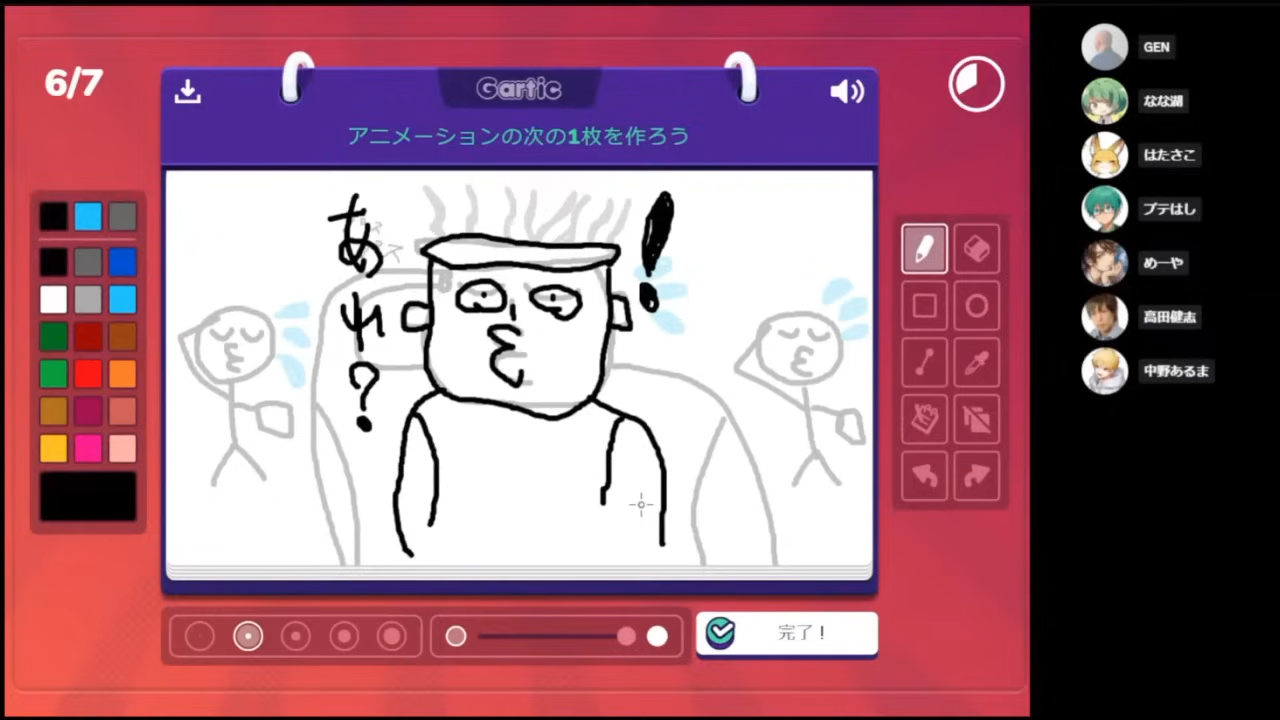 6/7
Gartic
アニメーションの次の1枚を作ろう
あれ?
!
完了!
GEN
なな湖
はたさこ
プテはし
めーや
高田健志
中野あるま